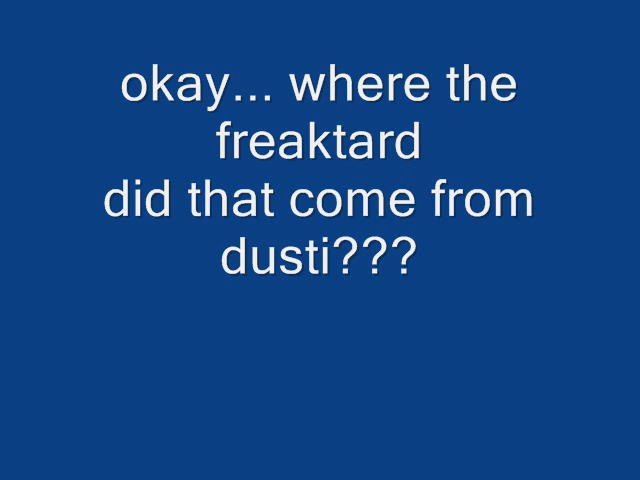 okay... where the
freaktard
did that come from
dusti???